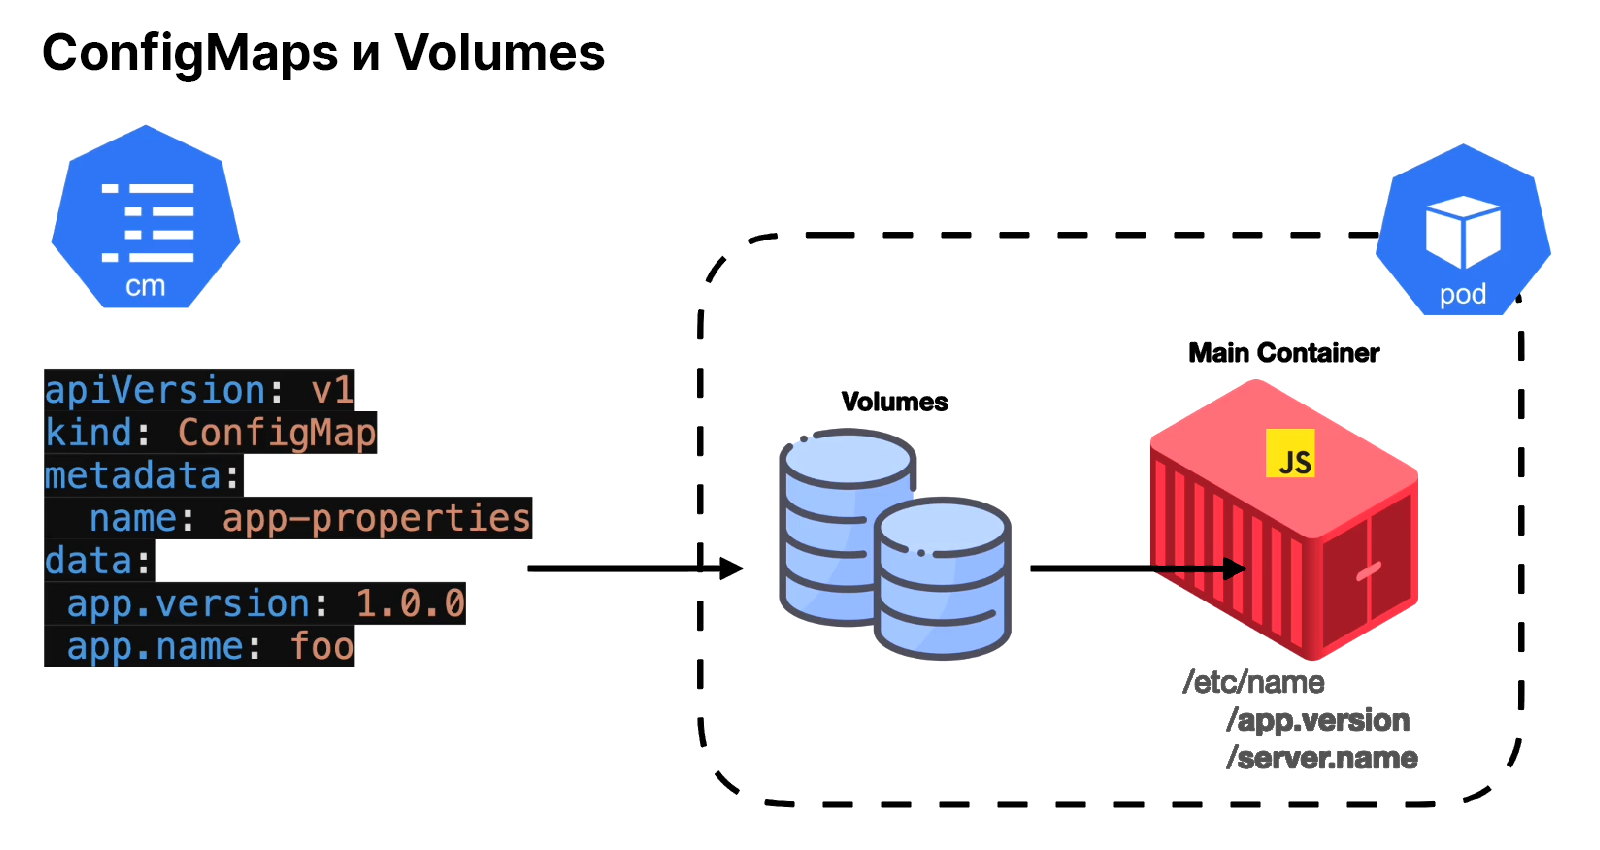 ConfigMaps и Volumes
cm
apiVersion: v1
kind: ConfigMap
metadata:
  name: app-properties
data:
 app.version: 1.0.0
 app.name: foo
pod
Volumes
Main Container
JS
/etc/name
/app.version
/server.name